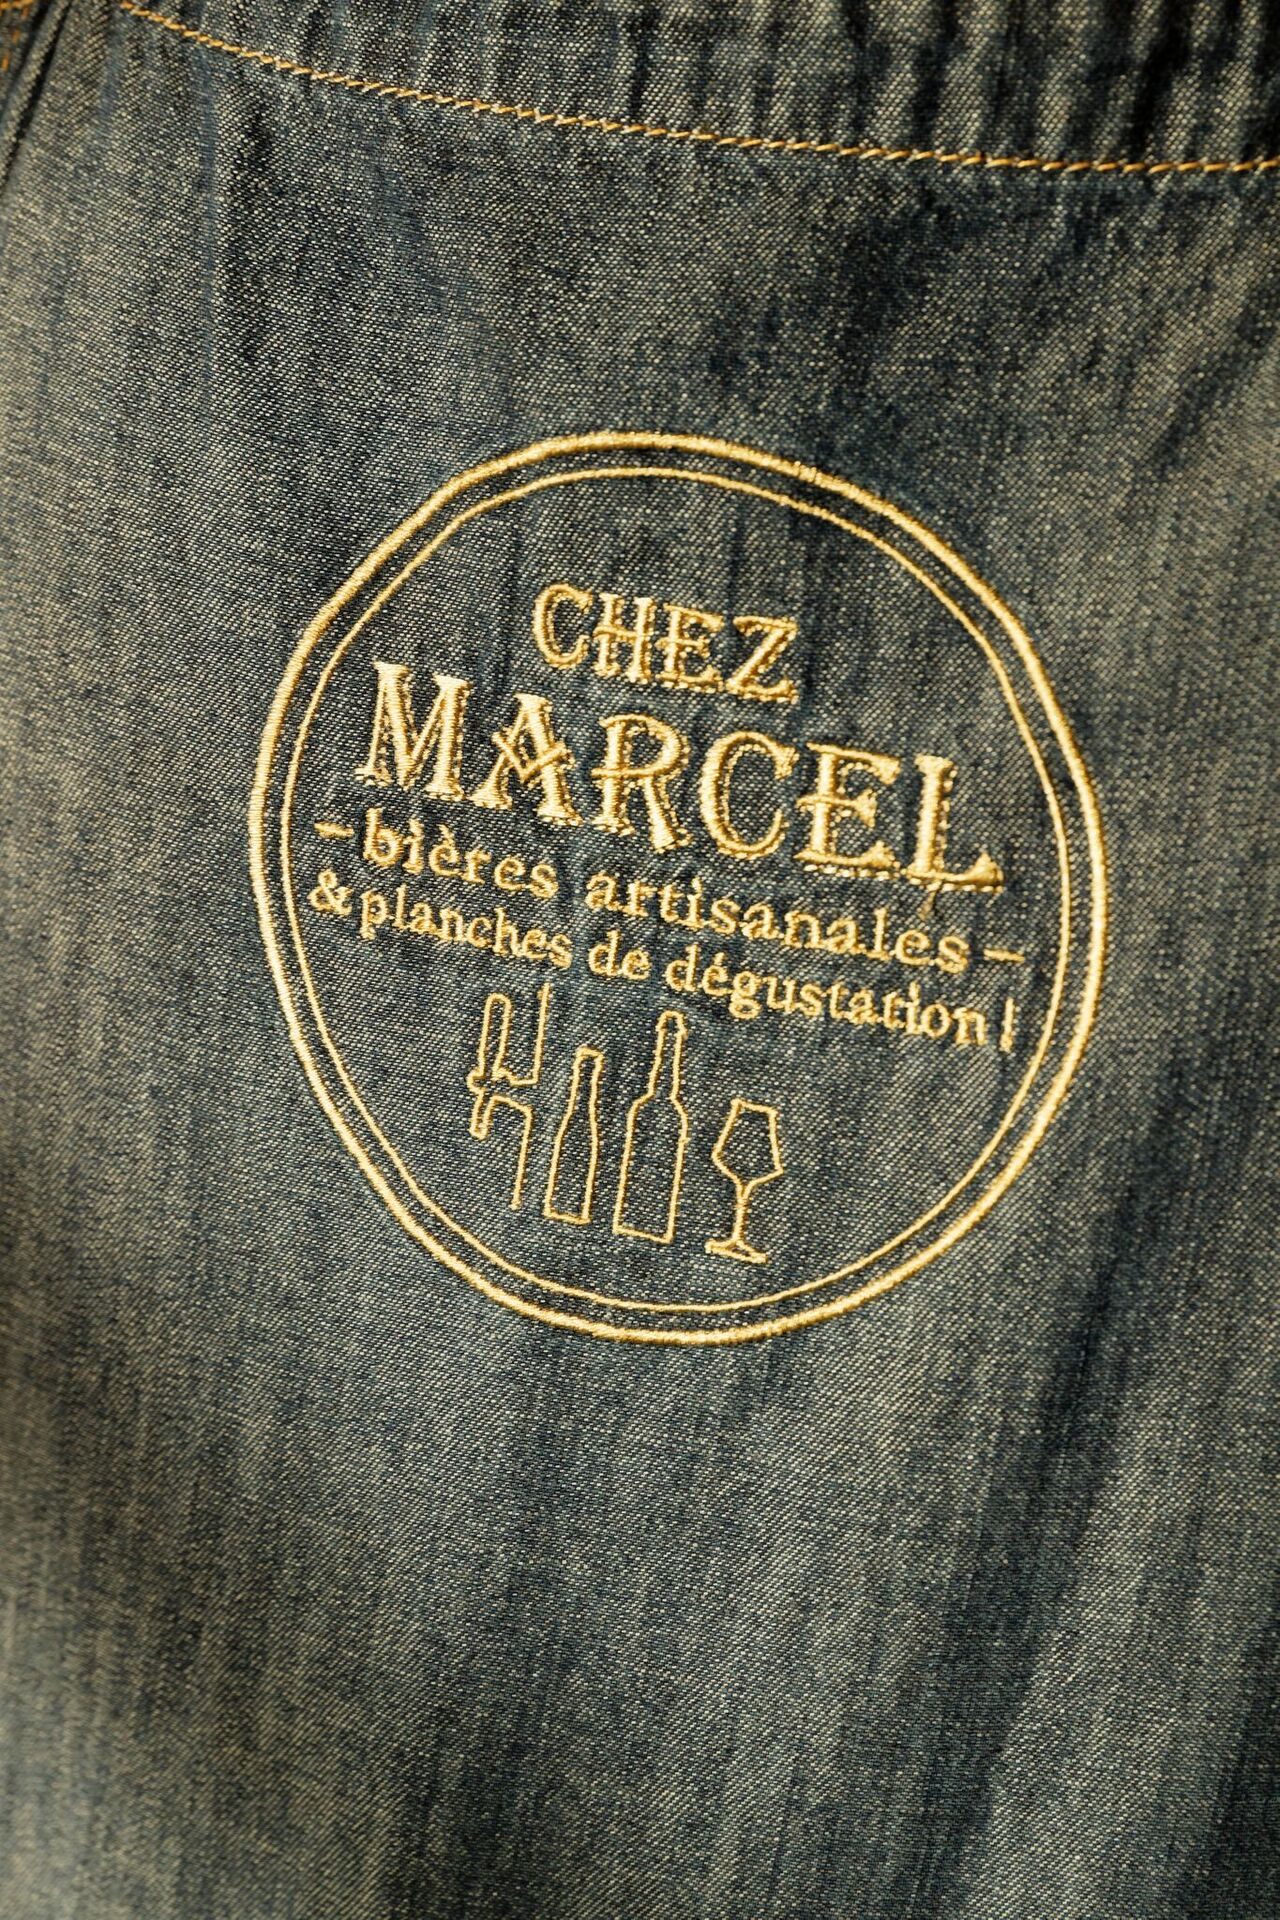 CHEZ
MARCEL
- bières artisanales -
& planches de dégustation !